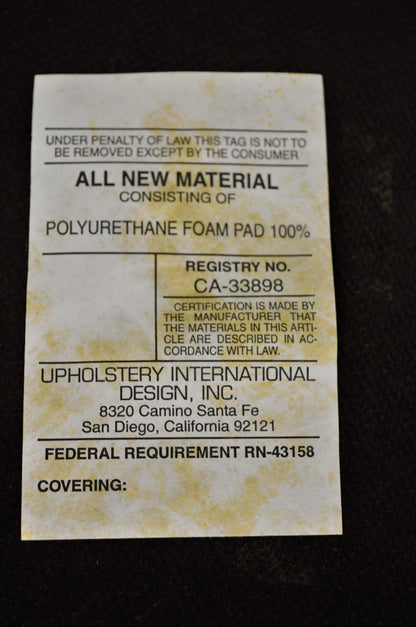 UNDER PENALTY OF LAW THIS TAG IS NOT TO
BE REMOVED EXCEPT BY THE CONSUMER
ALL NEW MATERIAL
CONSISTING OF
POLYURETHANE FOAM PAD 100%
REGISTRY NO.
CA-33898
CERTIFICATION IS MADE BY
THE MANUFACTURER THAT
THE MATERIALS IN THIS ARTI-
CLE ARE DESCRIBED IN AC-
CORDANCE WITH LAW.
UPHOLSTERY INTERNATIONAL
DESIGN, INC.
8320 Camino Santa Fe
San Diego, California 92121
FEDERAL REQUIREMENT RN-43158
COVERING: